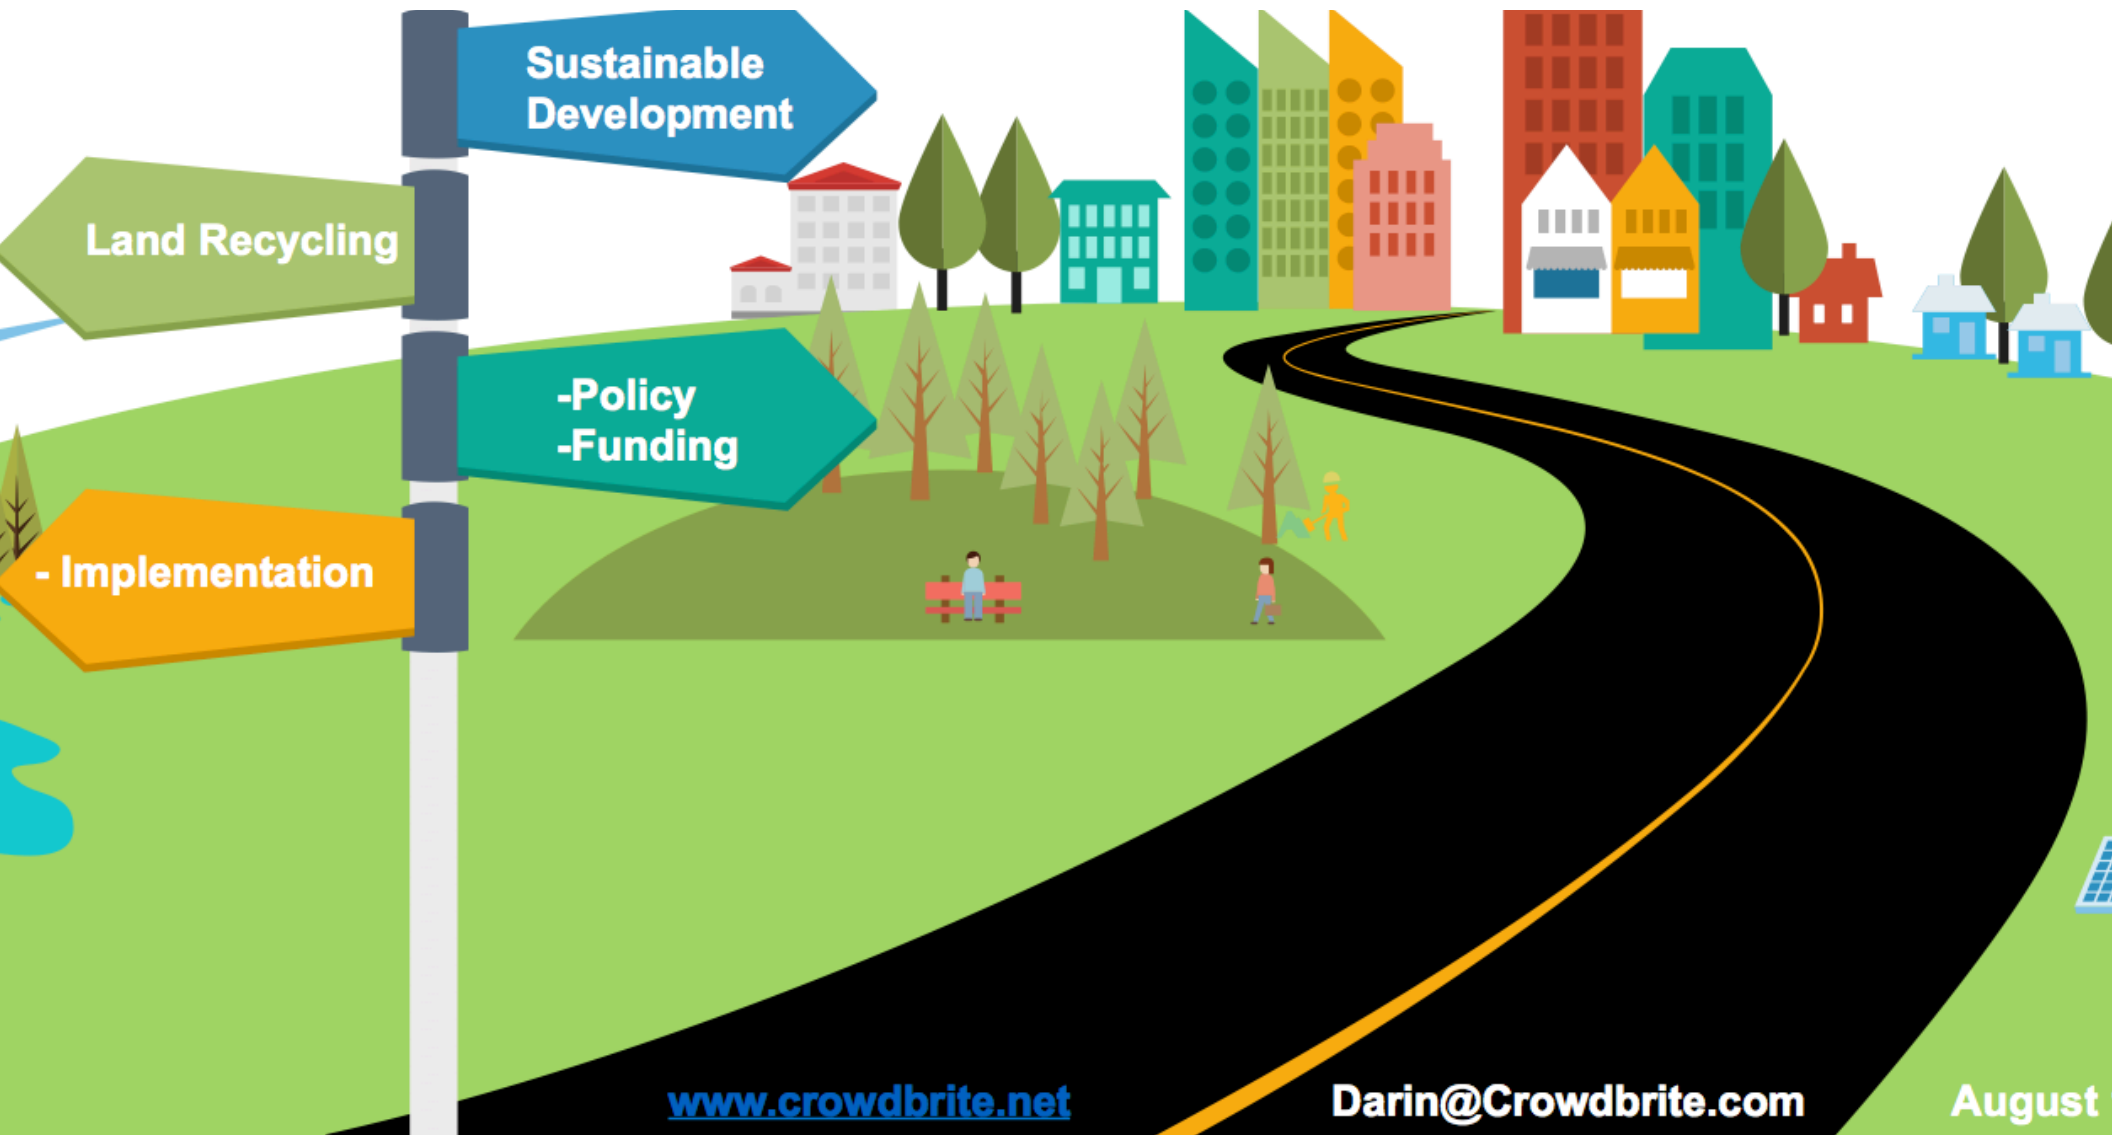 Sustainable
Development
Land Recycling
-Policy
-Funding
- Implementation
www.crowdbrite.net
Darin@Crowdbrite.com
August